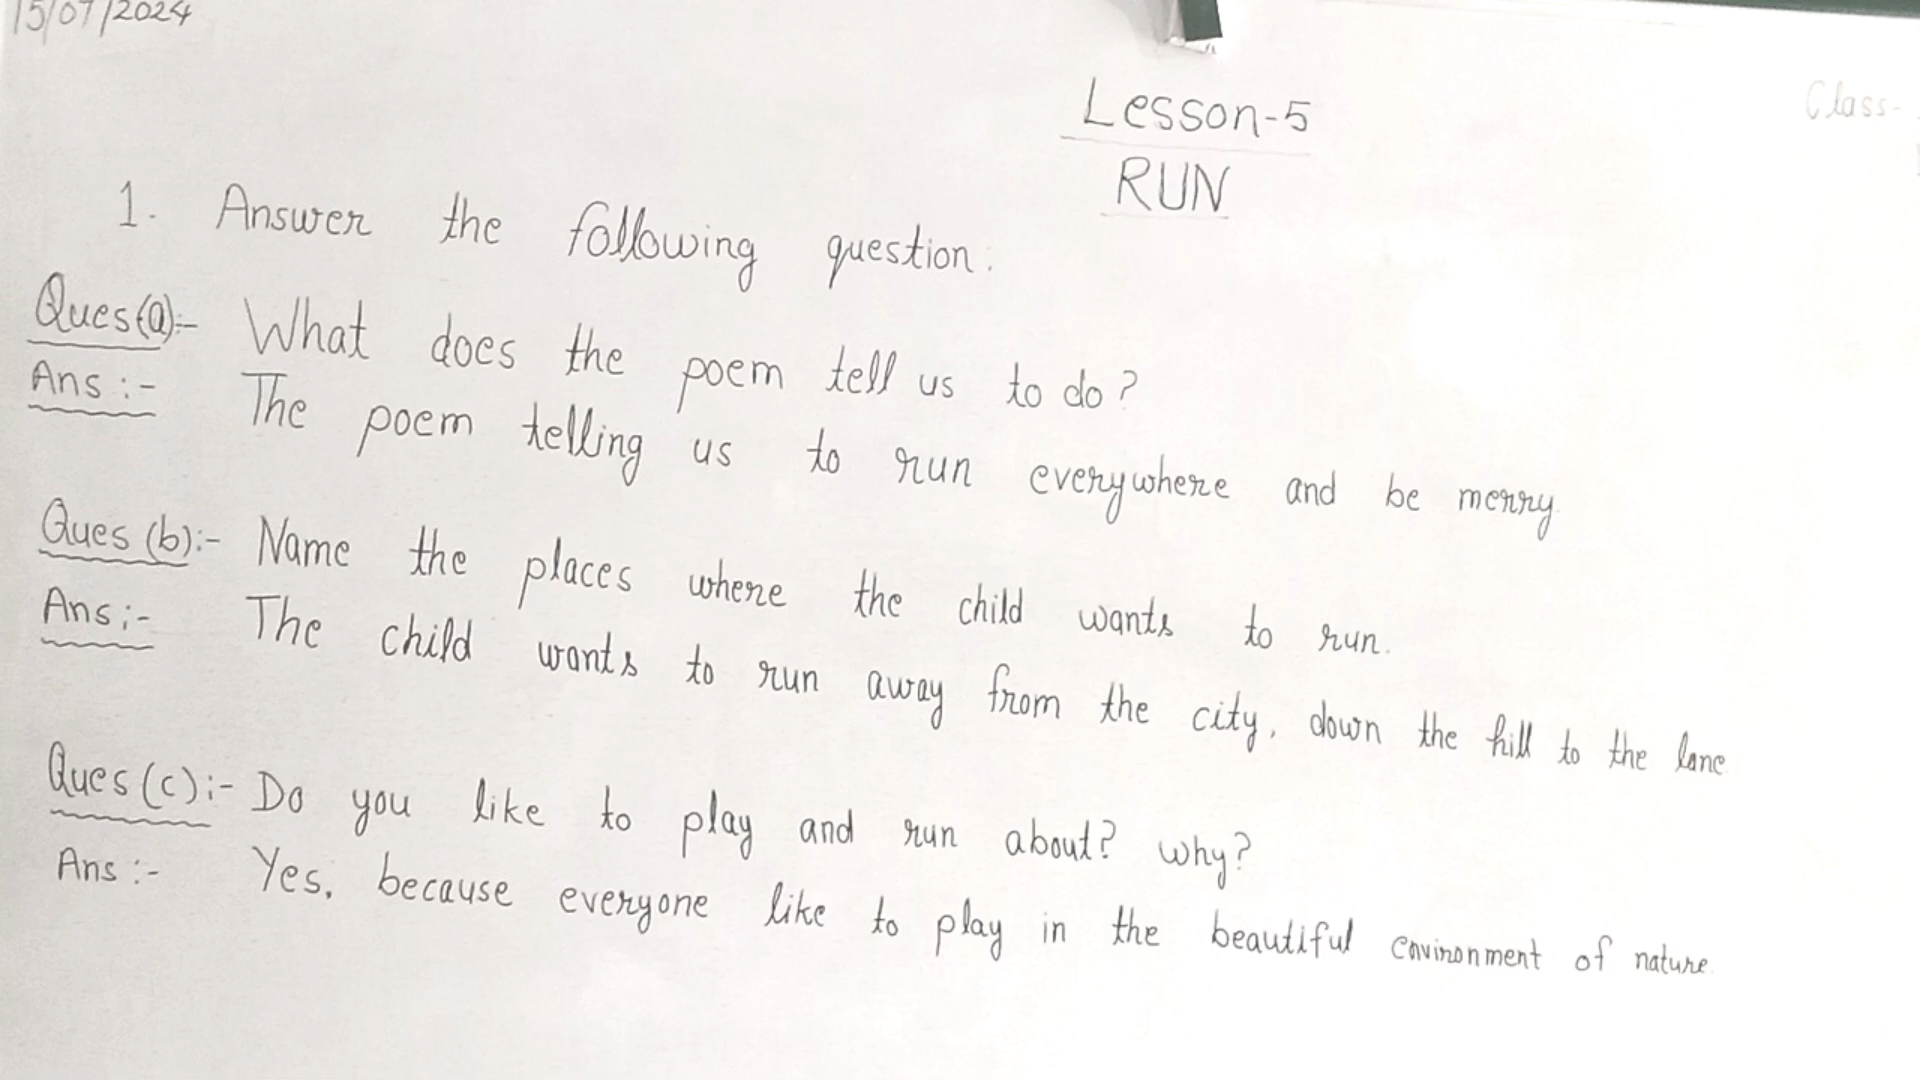 15/07/2024
Class-
Lesson-5
RUN
1. Answer the following question:
Ques(a):- What does the poem tell us to do?
Ans :- The poem telling us to run everywhere and be merry.
Ques (b):- Name the places where the child wants to run.
Ans :- The child wants to run away from the city, down the hill to the lane
Ques (c):- Do you like to play and run about? why?
Ans :- Yes, because everyone like to play in the beautiful environment of nature.